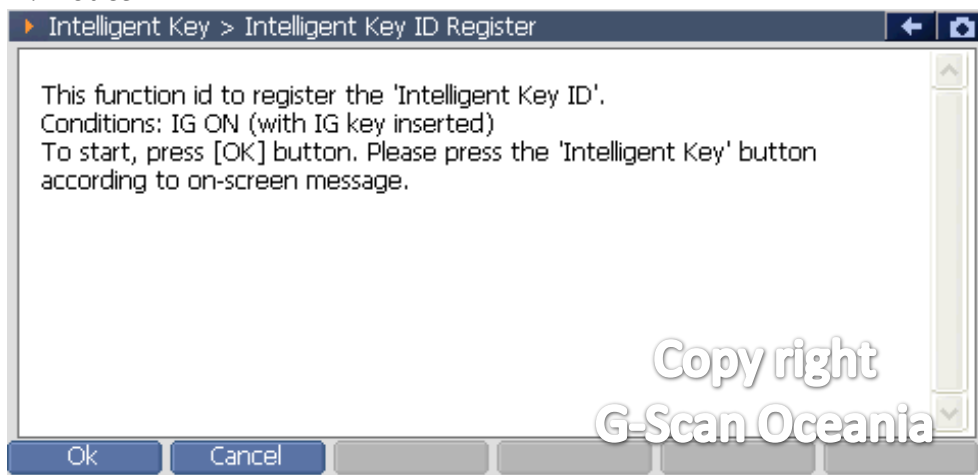 Intelligent Key > Intelligent Key ID Register
This function id to register the 'Intelligent Key ID'.
Conditions: IG ON (with IG key inserted)
To start, press [OK] button. Please press the 'Intelligent Key' button
according to on-screen message.
Copy right
G-Scan Oceania
Ok Cancel